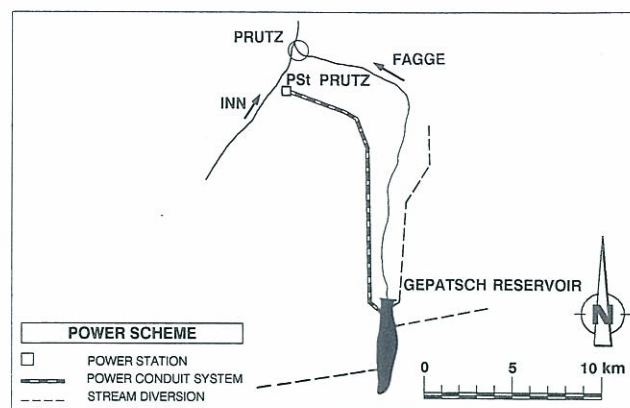 PRUTZ
FAGGE
PSt PRUTZ
INN
GEPATSCH RESERVOIR
N
POWER SCHEME
POWER STATION
POWER CONDUIT SYSTEM
STREAM DIVERSION
0 5 10 km